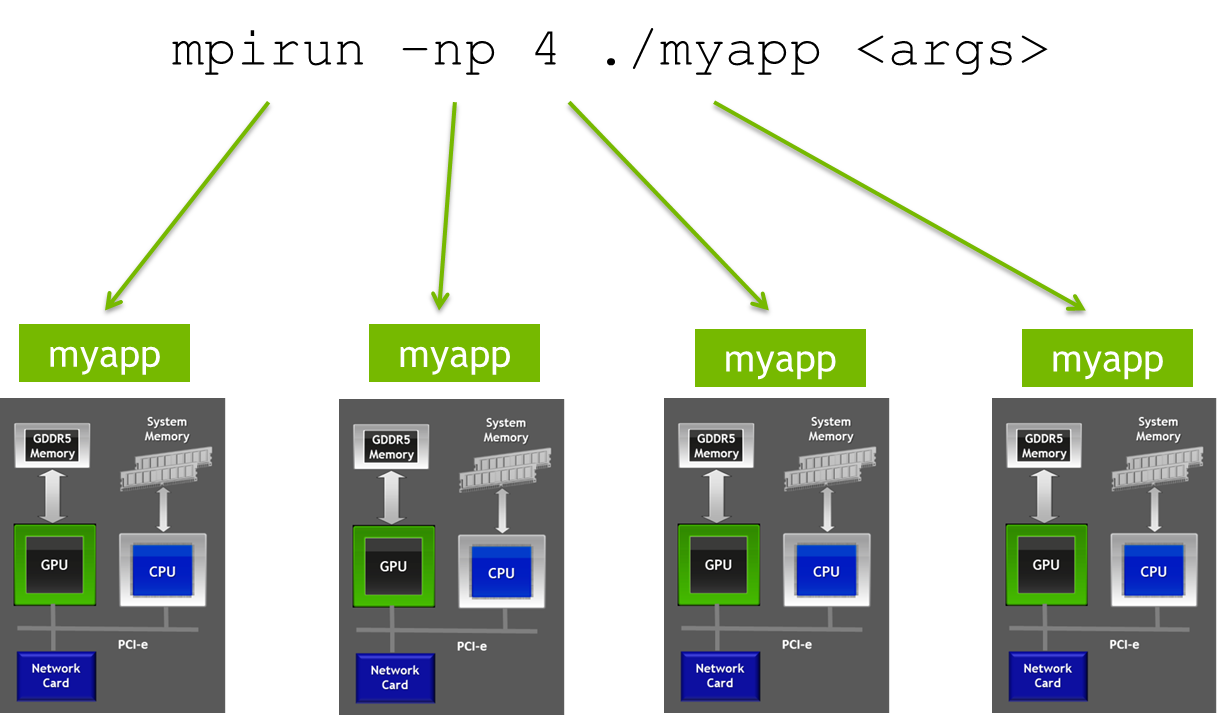 mpirun -np 4 ./myapp <args>
myapp
myapp
myapp
myapp
GDDR5
Memory
System
Memory
GPU
CPU
PCI-e
Network
Card
GDDR5
Memory
System
Memory
GPU
CPU
PCI-e
Network
Card
GDDR5
Memory
System
Memory
GPU
CPU
PCI-e
Network
Card
GDDR5
Memory
System
Memory
GPU
CPU
PCI-e
Network
Card